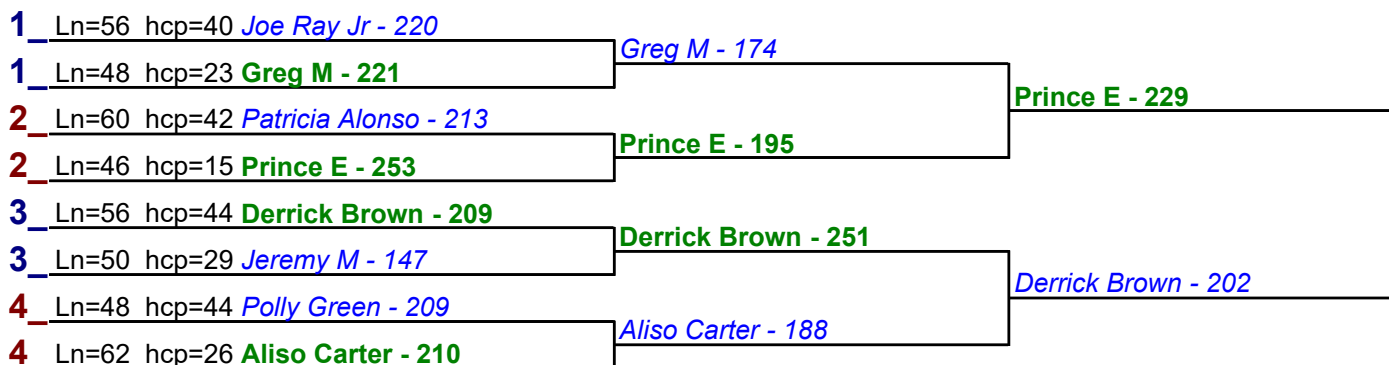 1_ Ln=56 hcp=40 Joe Ray Jr - 220
Greg M - 174
1_ Ln=48 hcp=23 Greg M - 221
Prince E - 229
2_ Ln=60 hcp=42 Patricia Alonso - 213
Prince E - 195
2_ Ln=46 hcp=15 Prince E - 253
3_ Ln=56 hcp=44 Derrick Brown - 209
Derrick Brown - 251
3_ Ln=50 hcp=29 Jeremy M - 147
Derrick Brown - 202
4_ Ln=48 hcp=44 Polly Green - 209
Aliso Carter - 188
4 Ln=62 hcp=26 Aliso Carter - 210